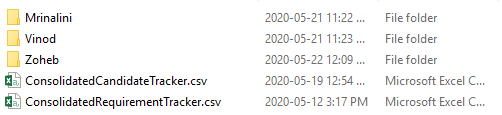 Mrinalini 2020-05-21 11:22 ... File folder
Vinod 2020-05-21 11:23 ... File folder
Zoheb 2020-05-22 12:09 ... File folder
ConsolidatedCandidateTracker.csv 2020-05-19 12:54 ... Microsoft Excel C...
ConsolidatedRequirementTracker.csv 2020-05-12 3:17 PM Microsoft Excel C...